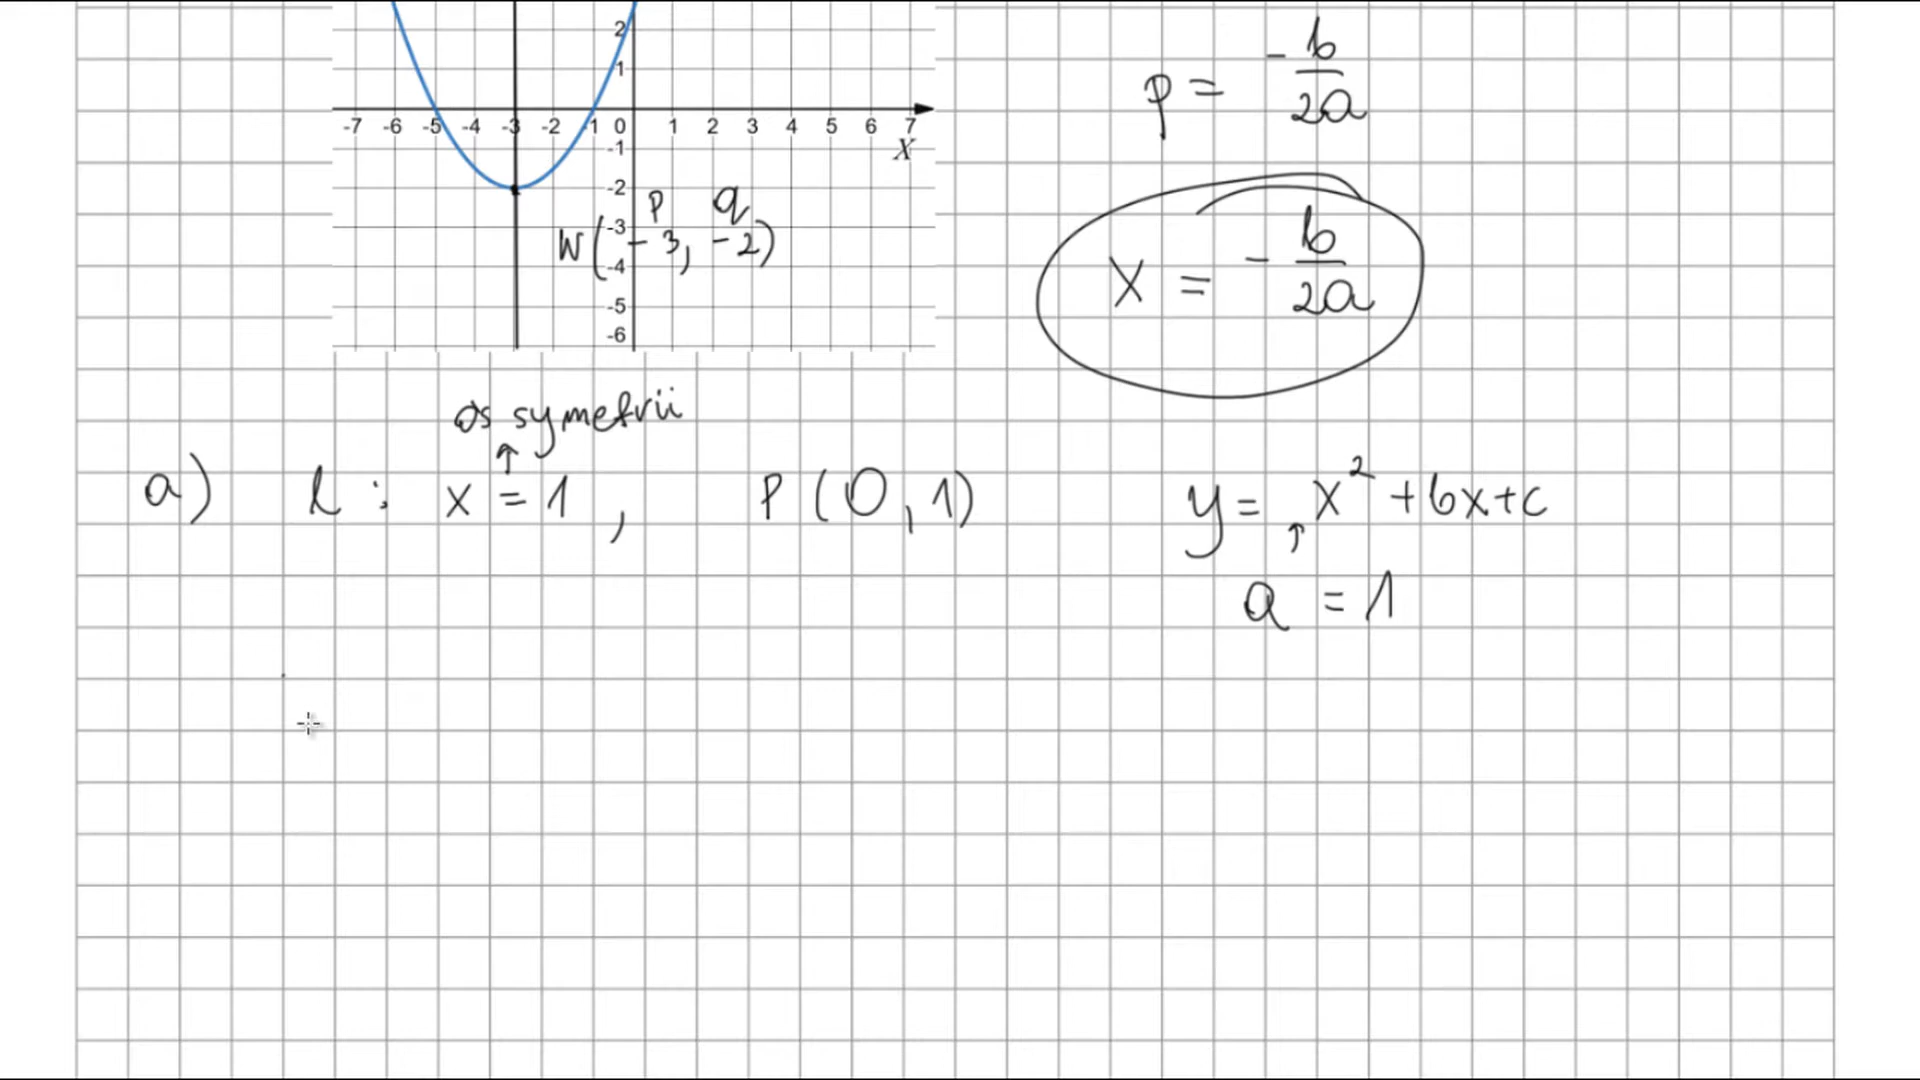 2
1
-7 -6 -5 -4 -3 -2 -1 0 1 2 3 4 5 6 7
X
-1
-2
-3
-4
-5
-6
p q
W(-3, -2)
p = -b/2a
x = -b/2a
oś symetrii
↑
a) l: x = 1, P(0,1) y = x² + bx + c
↑
a = 1